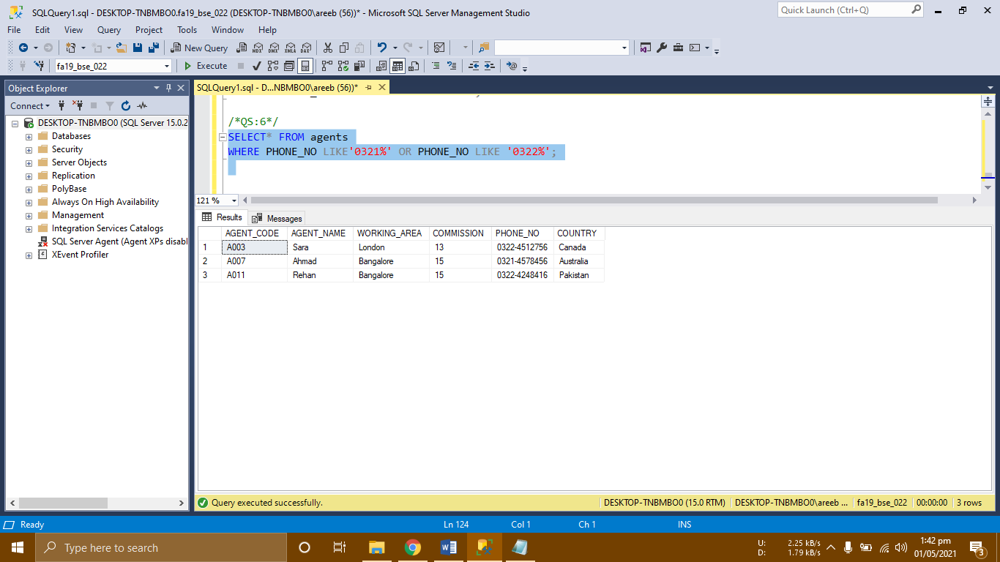 SQLQuery1.sql - DESKTOP-TNBMBO0.fa19_bse_022 (DESKTOP-TNBMBO0\areeb (56))* - Microsoft SQL Server Management Studio
Quick Launch (Ctrl+Q)
File Edit View Query Project Tools Window Help
New Query MDX DMX XMLA DAX
fa19_bse_022 Execute
Object Explorer
Connect
DESKTOP-TNBMBO0 (SQL Server 15.0.2
Databases
Security
Server Objects
Replication
PolyBase
Always On High Availability
Management
Integration Services Catalogs
SQL Server Agent (Agent XPs disabl
XEvent Profiler
SQLQuery1.sql - D...NBMBO0\areeb (56))*
/*QS:6*/
SELECT* FROM agents
WHERE PHONE_NO LIKE'0321%' OR PHONE_NO LIKE '0322%';
121 %
Results Messages
AGENT_CODE AGENT_NAME WORKING_AREA COMMISSION PHONE_NO COUNTRY
1 A003 Sara London 13 0322-4512756 Canada
2 A007 Ahmad Bangalore 15 0321-4578456 Australia
3 A011 Rehan Bangalore 15 0322-4248416 Pakistan
Query executed successfully. DESKTOP-TNBMBO0 (15.0 RTM) DESKTOP-TNBMBO0\areeb ... fa19_bse_022 00:00:00 3 rows
Ready Ln 124 Col 1 Ch 1 INS
Type here to search
U: 2.25 kB/s
D: 1.79 kB/s
1:42 pm
01/05/2021
3